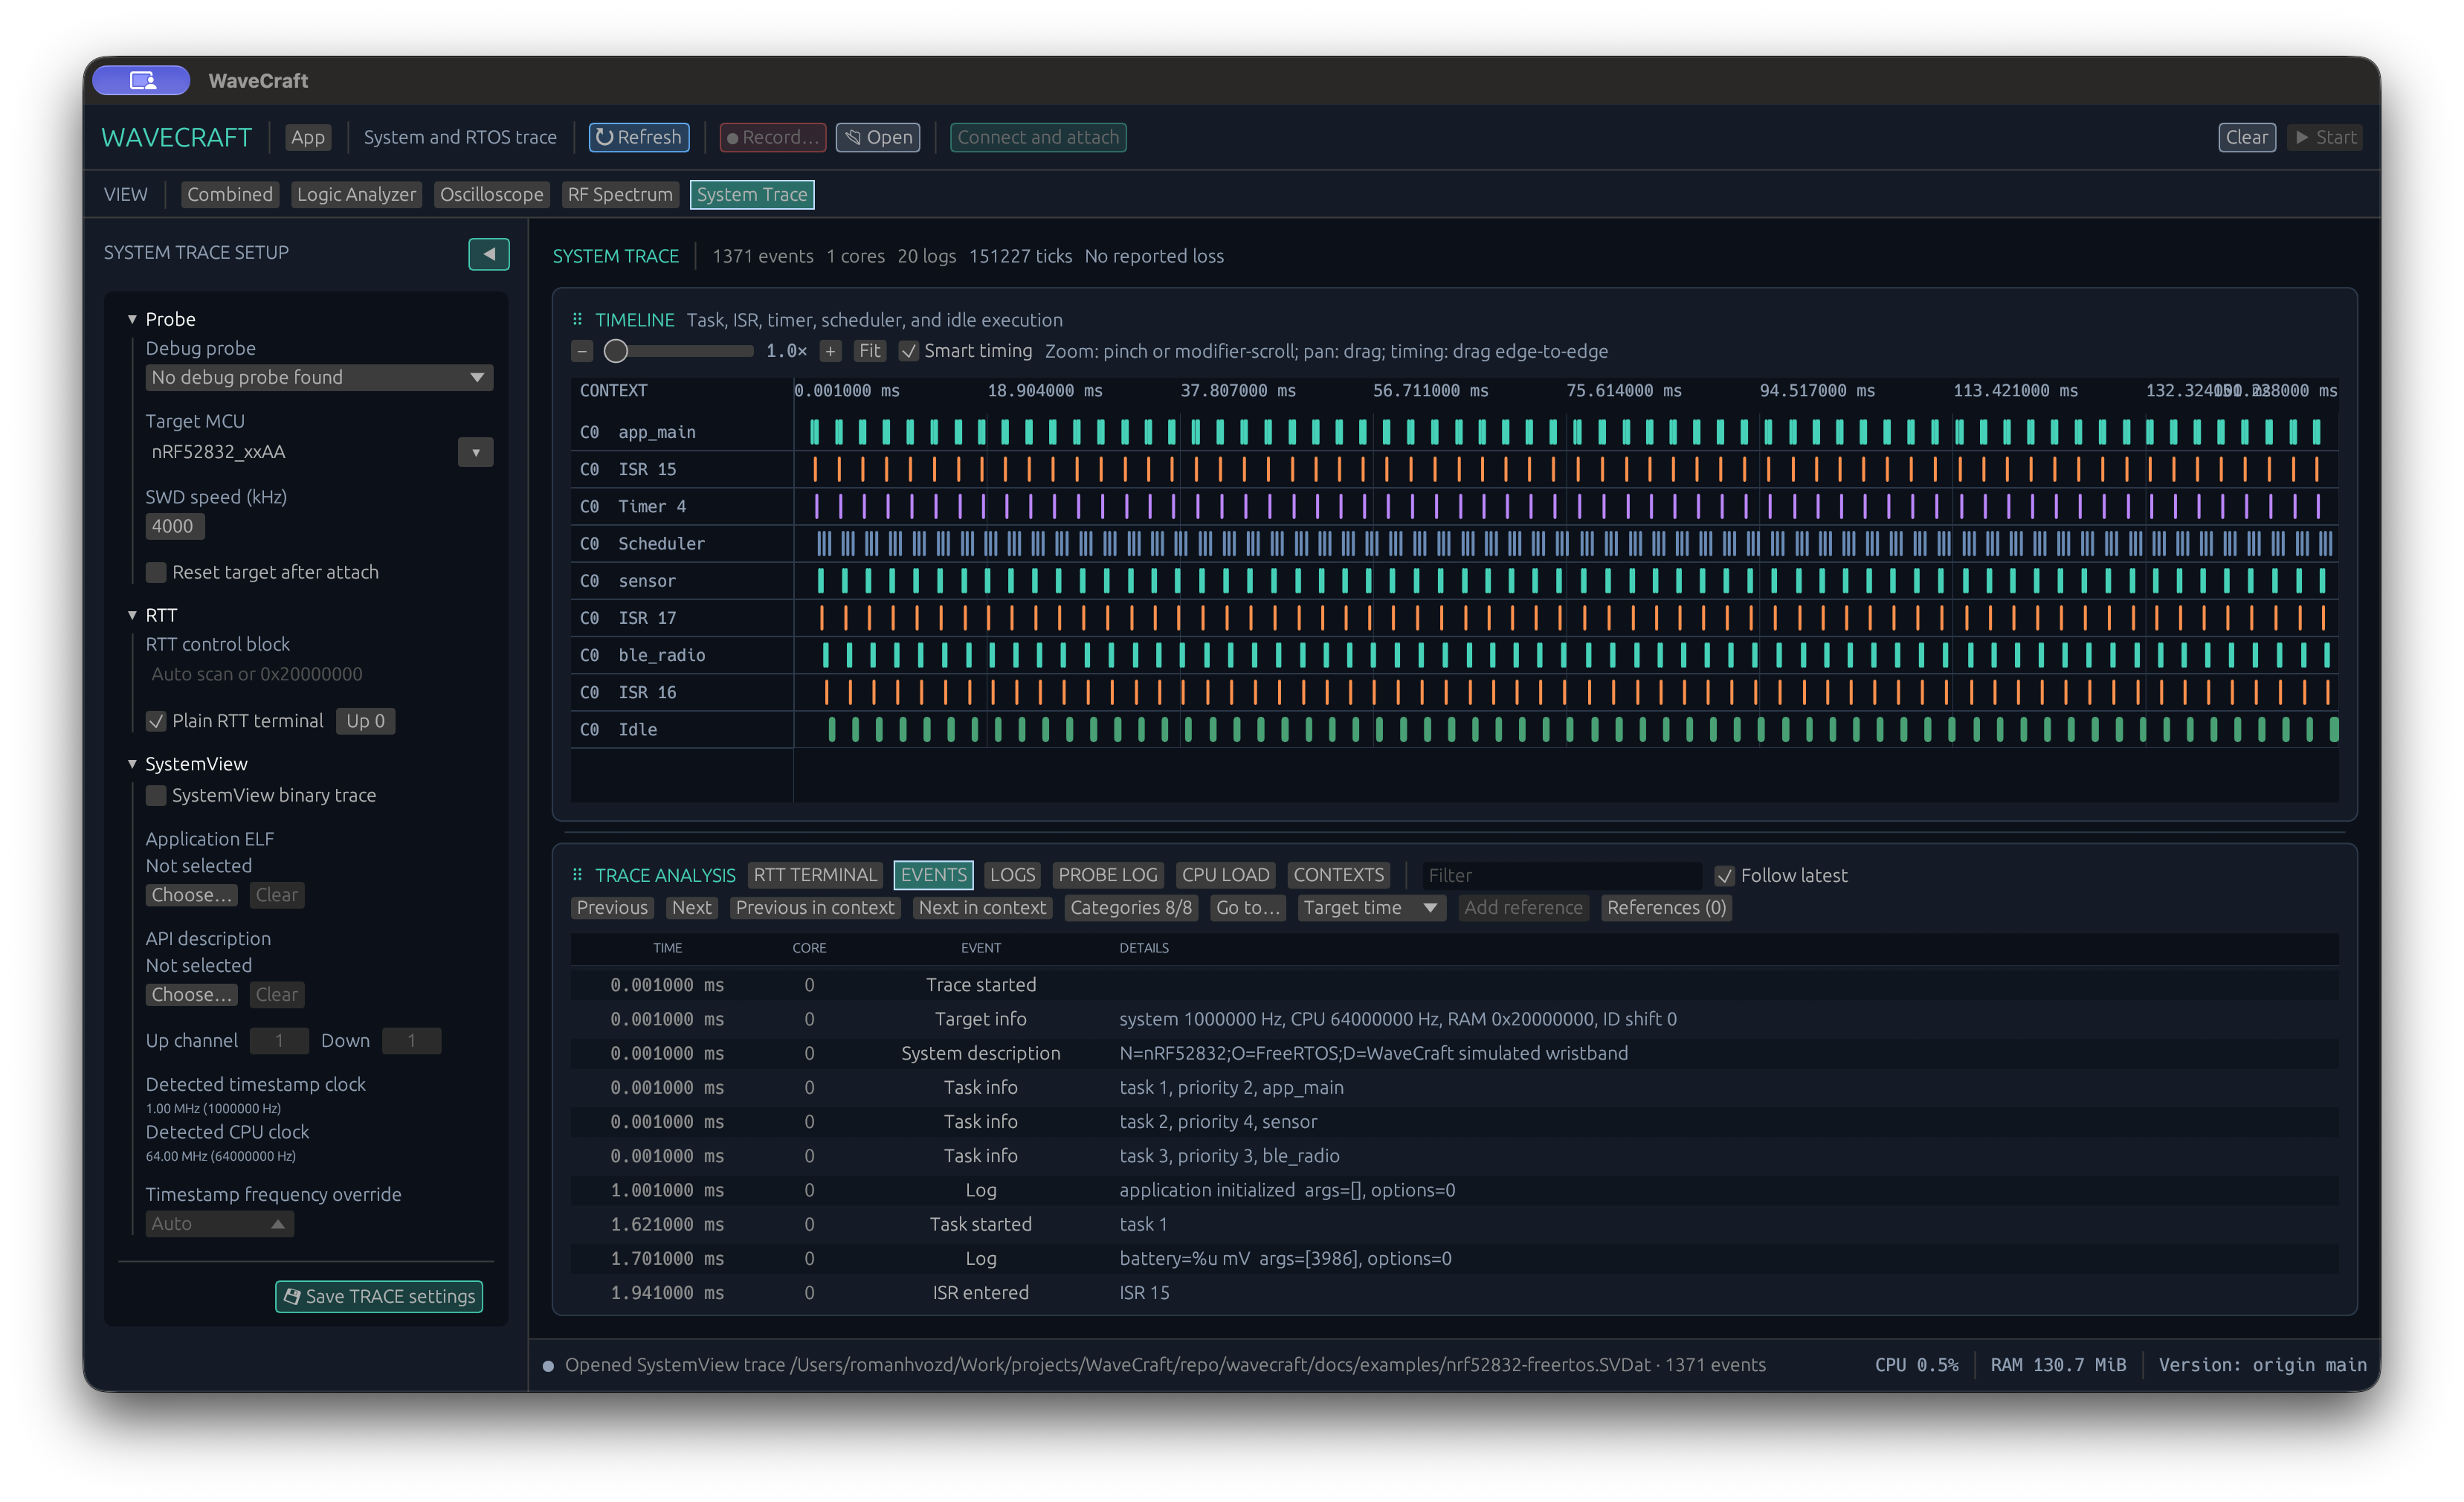 WaveCraft
WAVECRAFT App System and RTOS trace Refresh Record... Open Connect and attach Clear Start
VIEW Combined Logic Analyzer Oscilloscope RF Spectrum System Trace
SYSTEM TRACE SETUP
Probe
Debug probe
No debug probe found
Target MCU
nRF52832_xxAA
SWD speed (kHz)
4000
Reset target after attach
RTT
RTT control block
Auto scan or 0x20000000
Plain RTT terminal Up 0
SystemView
SystemView binary trace
Application ELF
Not selected
Choose... Clear
API description
Not selected
Choose... Clear
Up channel 1 Down 1
Detected timestamp clock
1.00 MHz (1000000 Hz)
Detected CPU clock
64.00 MHz (64000000 Hz)
Timestamp frequency override
Auto
Save TRACE settings
SYSTEM TRACE 1371 events 1 cores 20 logs 151227 ticks No reported loss
TIMELINE Task, ISR, timer, scheduler, and idle execution
− 1.0× + Fit Smart timing Zoom: pinch or modifier-scroll; pan: drag; timing: drag edge-to-edge
CONTEXT 0.001000 ms 18.904000 ms 37.807000 ms 56.711000 ms 75.614000 ms 94.517000 ms 113.421000 ms 132.324000 ms
C0 app_main
C0 ISR 15
C0 Timer 4
C0 Scheduler
C0 sensor
C0 ISR 17
C0 ble_radio
C0 ISR 16
C0 Idle
TRACE ANALYSIS RTT TERMINAL EVENTS LOGS PROBE LOG CPU LOAD CONTEXTS Filter Follow latest
Previous Next Previous in context Next in context Categories 8/8 Go to... Target time Add reference References (0)
TIME CORE EVENT DETAILS
0.001000 ms 0 Trace started
0.001000 ms 0 Target info system 1000000 Hz, CPU 64000000 Hz, RAM 0x20000000, ID shift 0
0.001000 ms 0 System description N=nRF52832;O=FreeRTOS;D=WaveCraft simulated wristband
0.001000 ms 0 Task info task 1, priority 2, app_main
0.001000 ms 0 Task info task 2, priority 4, sensor
0.001000 ms 0 Task info task 3, priority 3, ble_radio
1.001000 ms 0 Log application initialized args=[], options=0
1.621000 ms 0 Task started task 1
1.701000 ms 0 Log battery=%u mV args=[3986], options=0
1.941000 ms 0 ISR entered ISR 15
Opened SystemView trace /Users/romanhvozd/Work/projects/WaveCraft/repo/wavecraft/docs/examples/nrf52832-freertos.SVDat · 1371 events CPU 0.5% RAM 130.7 MiB Version: origin main